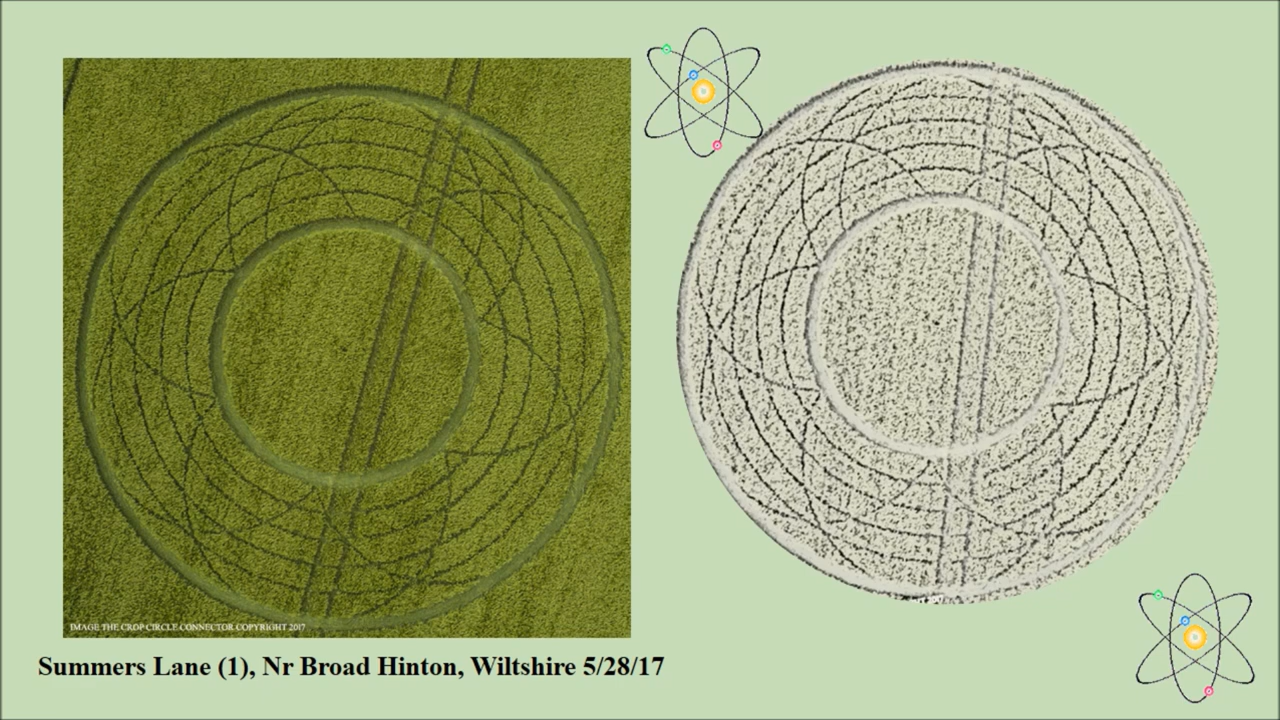 IMAGE THE CROP CIRCLE CONNECTOR COPYRIGHT 2017
Summers Lane (1), Nr Broad Hinton, Wiltshire 5/28/17